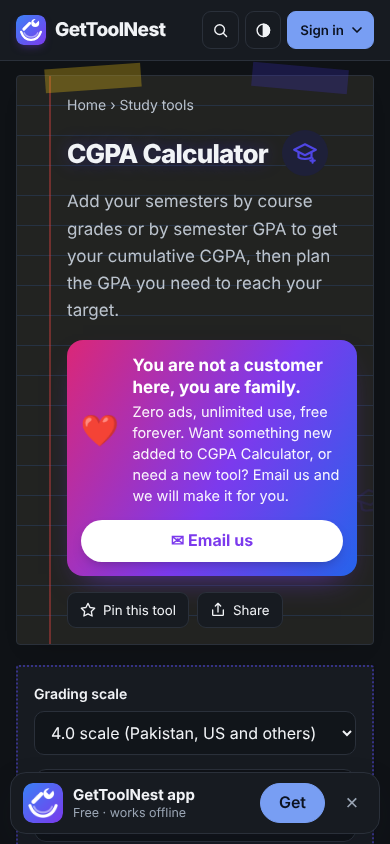 GetToolNest
Sign in
Home › Study tools
CGPA Calculator
Add your semesters by course
grades or by semester GPA to get
your cumulative CGPA, then plan
the GPA you need to reach your
target.
You are not a customer
here, you are family.
Zero ads, unlimited use, free
forever. Want something new
added to CGPA Calculator, or
need a new tool? Email us and
we will make it for you.
✉ Email us
Pin this tool
Share
Grading scale
4.0 scale (Pakistan, US and others)
GetToolNest app
Free · works offline
Get
✕